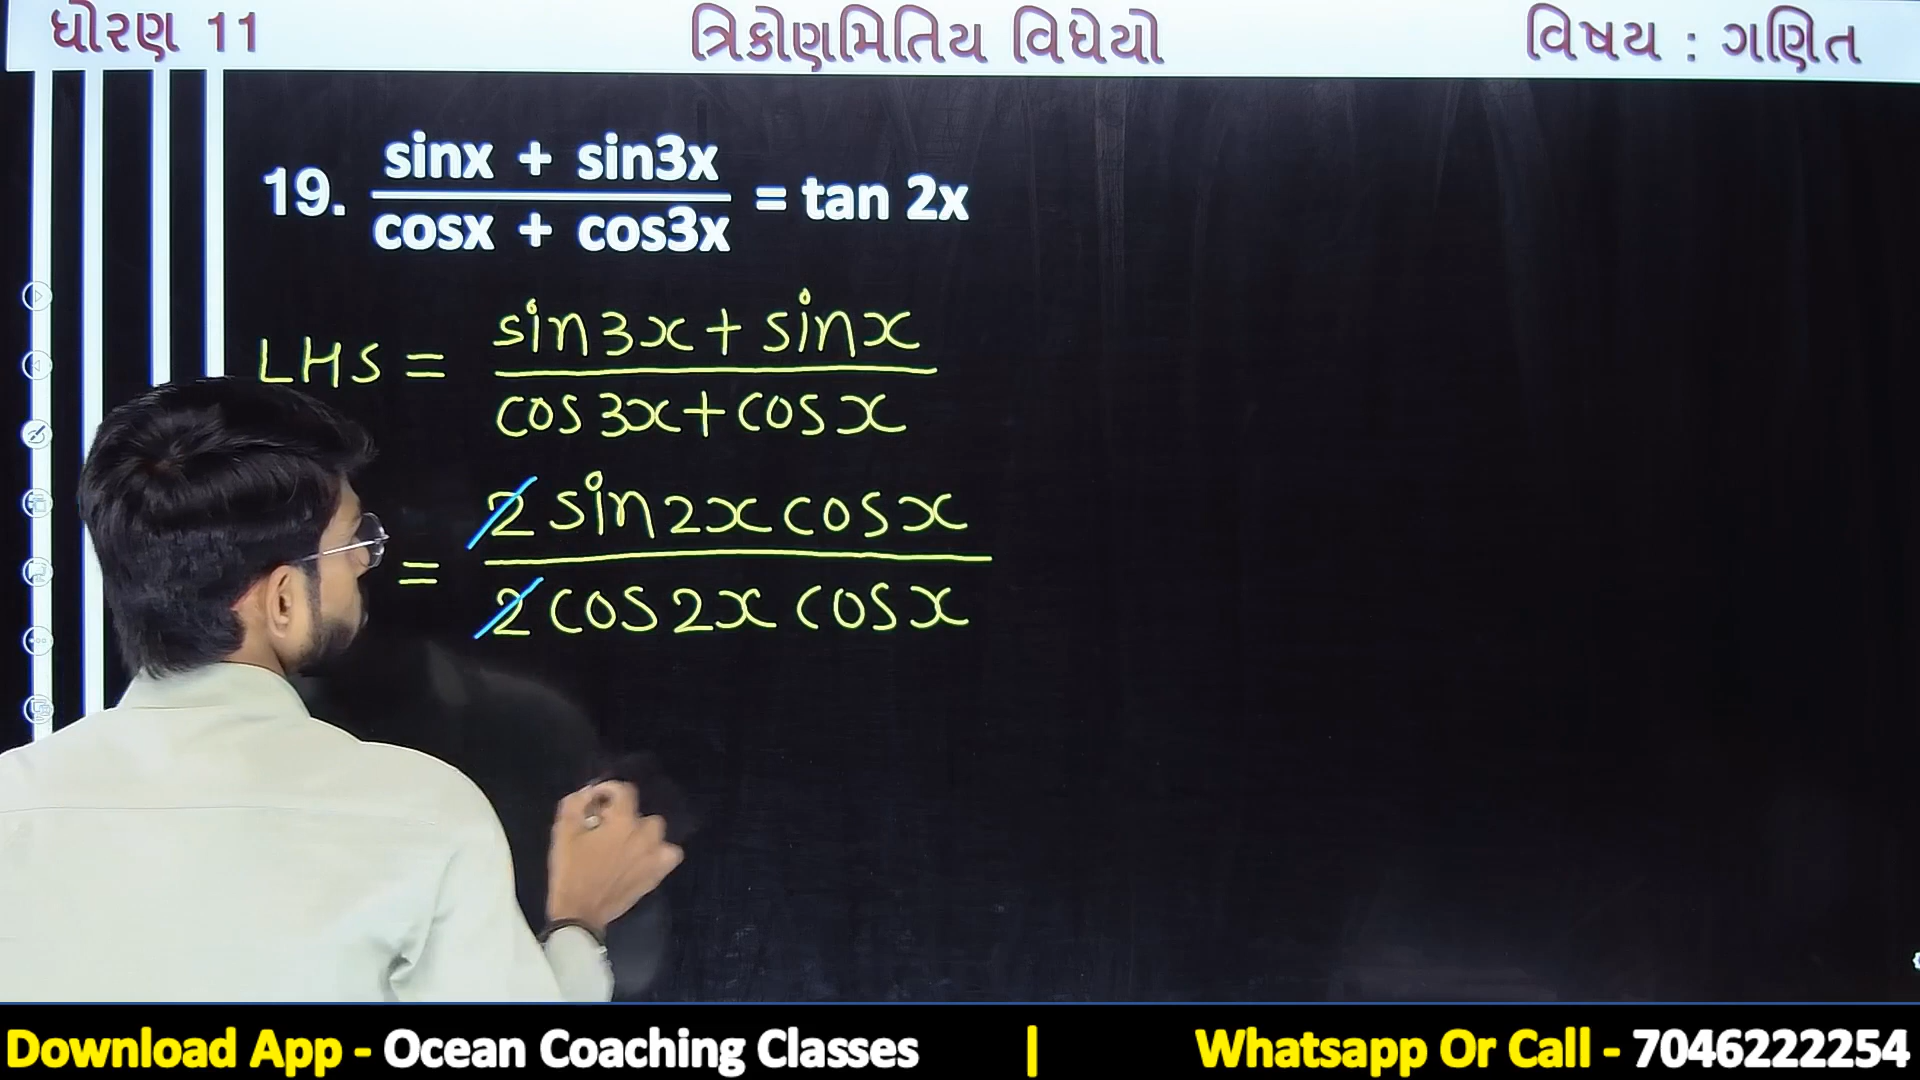 ધોરણ 11 ત્રિકોણમિતિય વિધેયો વિષય : ગણિત
19. sinx + sin3x / cosx + cos3x = tan 2x
LHS = sin3x + sinx / cos3x + cosx
= 2 sin2x cosx / 2 cos2x cosx
Download App - Ocean Coaching Classes | Whatsapp Or Call - 7046222254